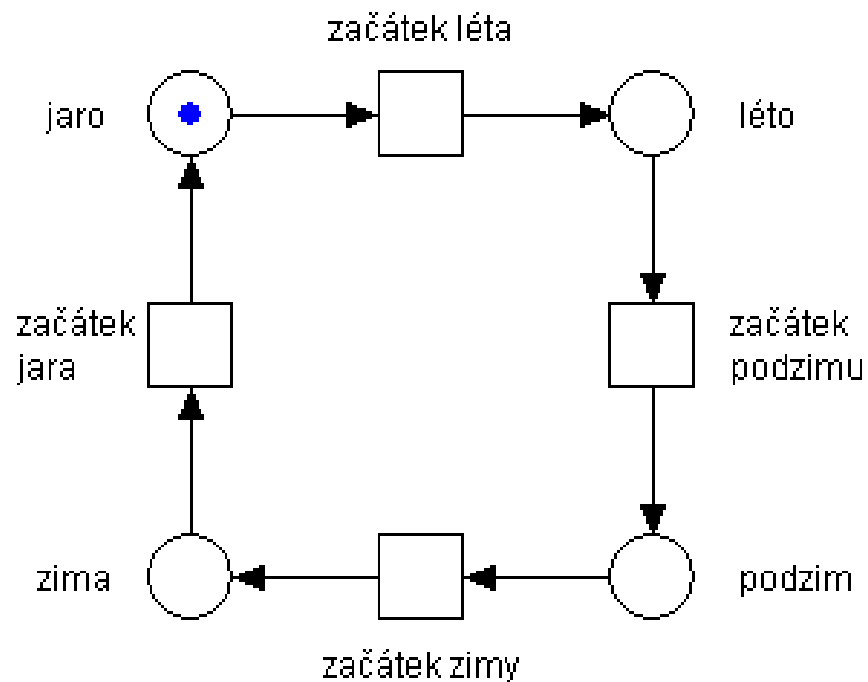 začátek léta
jaro
léto
začátek
jara
začátek
podzimu
zima
podzim
začátek zimy